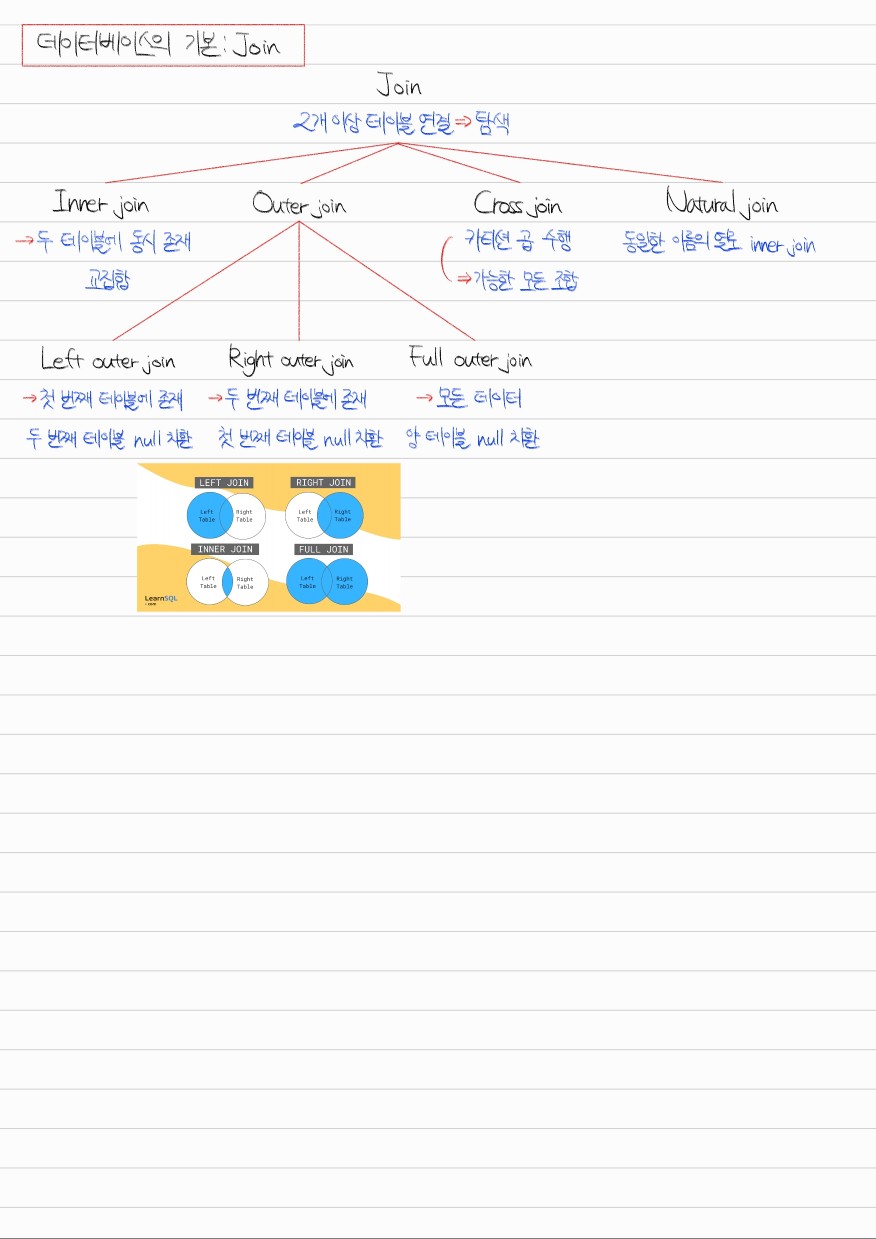 데이터베이스의 기본: Join
Join
2개 이상 테이블 연결 ⇒ 탐색
Inner join
Outer join
Cross join
Natural join
→ 두 테이블에 동시 존재
교집합
카티션 곱 수행
⇒ 가능한 모든 조합
동일한 이름의 열로 inner join
Left outer join
Right outer join
Full outer join
→ 첫 번째 테이블에 존재
두 번째 테이블 null 치환
→ 두 번째 테이블에 존재
첫 번째 테이블 null 치환
→ 모든 데이터
양 테이블 null 치환
LEFT JOIN
Left
Table
Right
Table
RIGHT JOIN
Left
Table
Right
Table
INNER JOIN
Left
Table
Right
Table
FULL JOIN
Left
Table
Right
Table
LearnSQL
.com